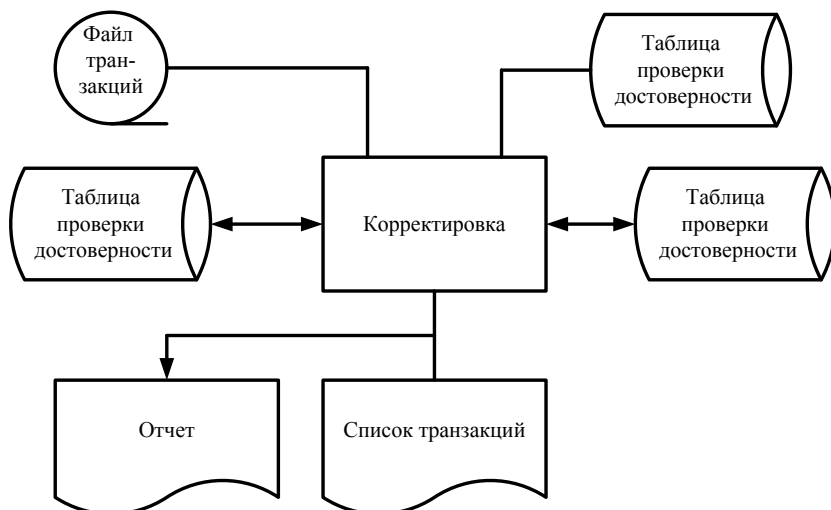 Файл
тран-
закций
Таблица
проверки
достоверности
Таблица
проверки
достоверности
Корректировка
Таблица
проверки
достоверности
Отчет
Список транзакций